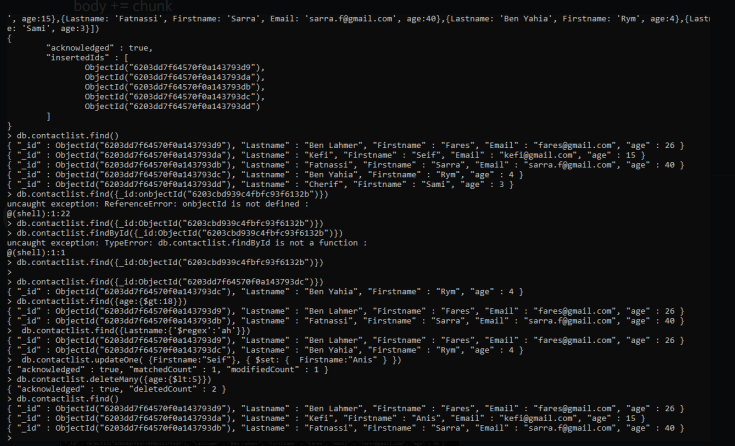 body += chunk
', age:15},{Lastname: 'Fatnassi', Firstname: 'Sarra', Email: 'sarra.f@gmail.com', age:40},{Lastname: 'Ben Yahia', Firstname: 'Rym', age:4},{Lastn
e: 'Sami', age:3}])
{
"acknowledged" : true,
"insertedIds" : [
ObjectId("6203dd7f64570f0a143793d9"),
ObjectId("6203dd7f64570f0a143793da"),
ObjectId("6203dd7f64570f0a143793db"),
ObjectId("6203dd7f64570f0a143793dc"),
ObjectId("6203dd7f64570f0a143793dd")
]
}
> db.contactlist.find()
{ "_id" : ObjectId("6203dd7f64570f0a143793d9"), "Lastname" : "Ben Lahmer", "Firstname" : "Fares", "Email" : "fares@gmail.com", "age" : 26 }
{ "_id" : ObjectId("6203dd7f64570f0a143793da"), "Lastname" : "Kefi", "Firstname" : "Seif", "Email" : "kefi@gmail.com", "age" : 15 }
{ "_id" : ObjectId("6203dd7f64570f0a143793db"), "Lastname" : "Fatnassi", "Firstname" : "Sarra", "Email" : "sarra.f@gmail.com", "age" : 40 }
{ "_id" : ObjectId("6203dd7f64570f0a143793dc"), "Lastname" : "Ben Yahia", "Firstname" : "Rym", "age" : 4 }
{ "_id" : ObjectId("6203dd7f64570f0a143793dd"), "Lastname" : "Cherif", "Firstname" : "Sami", "age" : 3 }
> db.contactlist.find({_id:onbjectId("6203cbd939c4fbfc93f6132b")})
uncaught exception: ReferenceError: onbjectId is not defined :
@(shell):1:22
> db.contactlist.find({_id:ObjectId("6203cbd939c4fbfc93f6132b")})
> db.contactlist.findById({_id:ObjectId("6203cbd939c4fbfc93f6132b")})
uncaught exception: TypeError: db.contactlist.findById is not a function :
@(shell):1:1
> db.contactlist.find({_id:ObjectId("6203cbd939c4fbfc93f6132b")})
>
> db.contactlist.find({_id:ObjectId("6203dd7f64570f0a143793dc")})
{ "_id" : ObjectId("6203dd7f64570f0a143793dc"), "Lastname" : "Ben Yahia", "Firstname" : "Rym", "age" : 4 }
> db.contactlist.find({age:{$gt:18}})
{ "_id" : ObjectId("6203dd7f64570f0a143793d9"), "Lastname" : "Ben Lahmer", "Firstname" : "Fares", "Email" : "fares@gmail.com", "age" : 26 }
{ "_id" : ObjectId("6203dd7f64570f0a143793db"), "Lastname" : "Fatnassi", "Firstname" : "Sarra", "Email" : "sarra.f@gmail.com", "age" : 40 }
>  db.contactlist.find({Lastname:{'$regex':'ah'}})
{ "_id" : ObjectId("6203dd7f64570f0a143793d9"), "Lastname" : "Ben Lahmer", "Firstname" : "Fares", "Email" : "fares@gmail.com", "age" : 26 }
{ "_id" : ObjectId("6203dd7f64570f0a143793dc"), "Lastname" : "Ben Yahia", "Firstname" : "Rym", "age" : 4 }
>  db.contactlist.updateOne( {Firstname:"Seif"}, { $set: {  Firstname:"Anis" } })
{ "acknowledged" : true, "matchedCount" : 1, "modifiedCount" : 1 }
> db.contactlist.deleteMany({age:{$lt:5}})
{ "acknowledged" : true, "deletedCount" : 2 }
> db.contactlist.find()
{ "_id" : ObjectId("6203dd7f64570f0a143793d9"), "Lastname" : "Ben Lahmer", "Firstname" : "Fares", "Email" : "fares@gmail.com", "age" : 26 }
{ "_id" : ObjectId("6203dd7f64570f0a143793da"), "Lastname" : "Kefi", "Firstname" : "Anis", "Email" : "kefi@gmail.com", "age" : 15 }
{ "_id" : ObjectId("6203dd7f64570f0a143793db"), "Lastname" : "Fatnassi", "Firstname" : "Sarra", "Email" : "sarra.f@gmail.com", "age" : 40 }
>